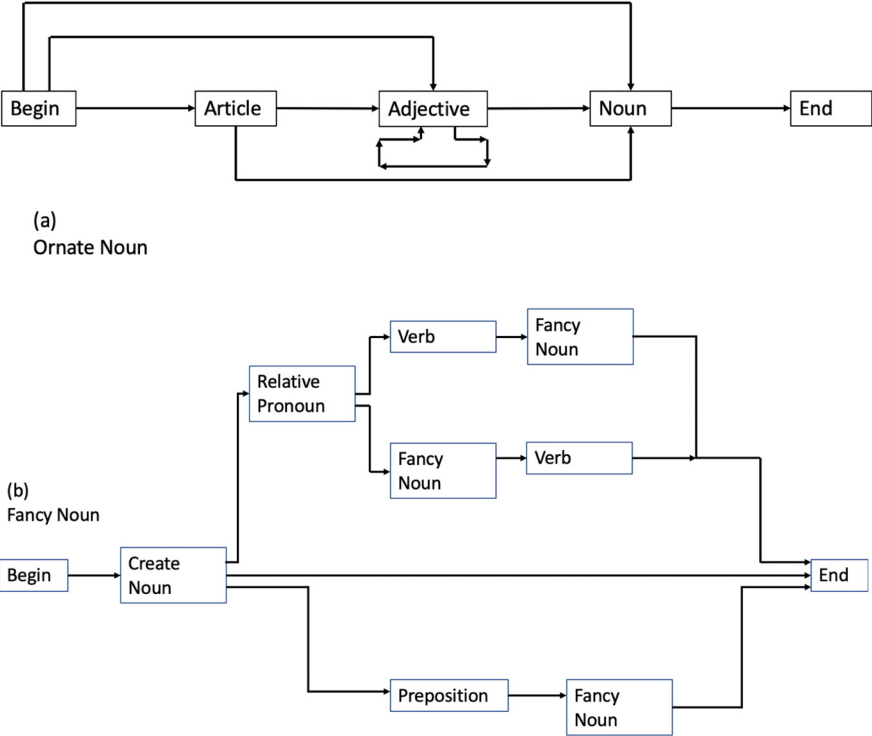 Begin
Article
Adjective
Noun
End
(a)
Ornate Noun
Verb
Fancy
Noun
Relative
Pronoun
Fancy
Noun
Verb
(b)
Fancy Noun
Begin
Create
Noun
End
Preposition
Fancy
Noun